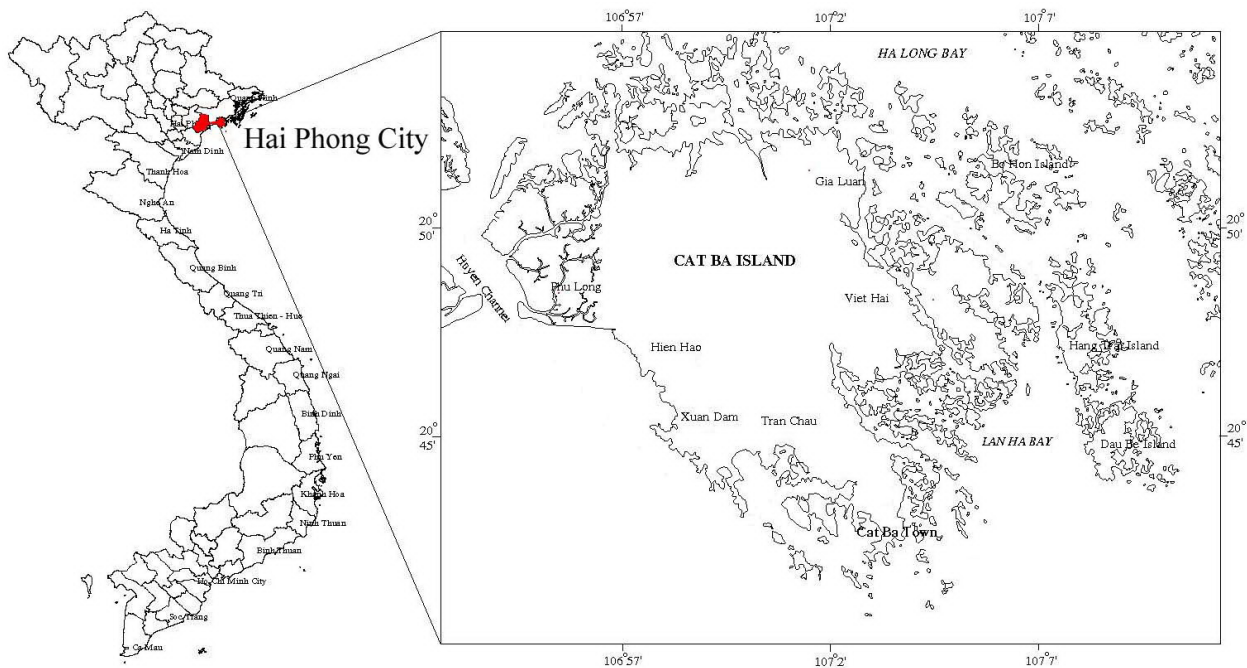 Quang Ninh
Hai Ph
Hai Phong City
Nam Dinh
Thanh Hoa
Nghe An
Ha Tinh
Quang Binh
Quang Tri
Thua Thien - Hue
Quang Nam
Quang Ngai
Binh Dinh
Phu Yen
Khanh Hoa
Ninh Thuan
Binh Thuan
Ho Chi Minh City
Soc Trang
Ca Mau
106°57'
107°2'
107°7'
HA LONG BAY
Bo Hon Island
Gia Luan
20°
50'
20°
50'
CAT BA ISLAND
Huyen Channel
Phu Long
Viet Hai
Hien Hao
Hang Trai Island
Xuan Dam
Tran Chau
20°
45'
LAN HA BAY
Dau Be Island
20°
45'
Cat Ba Town
106°57'
107°2'
107°7'